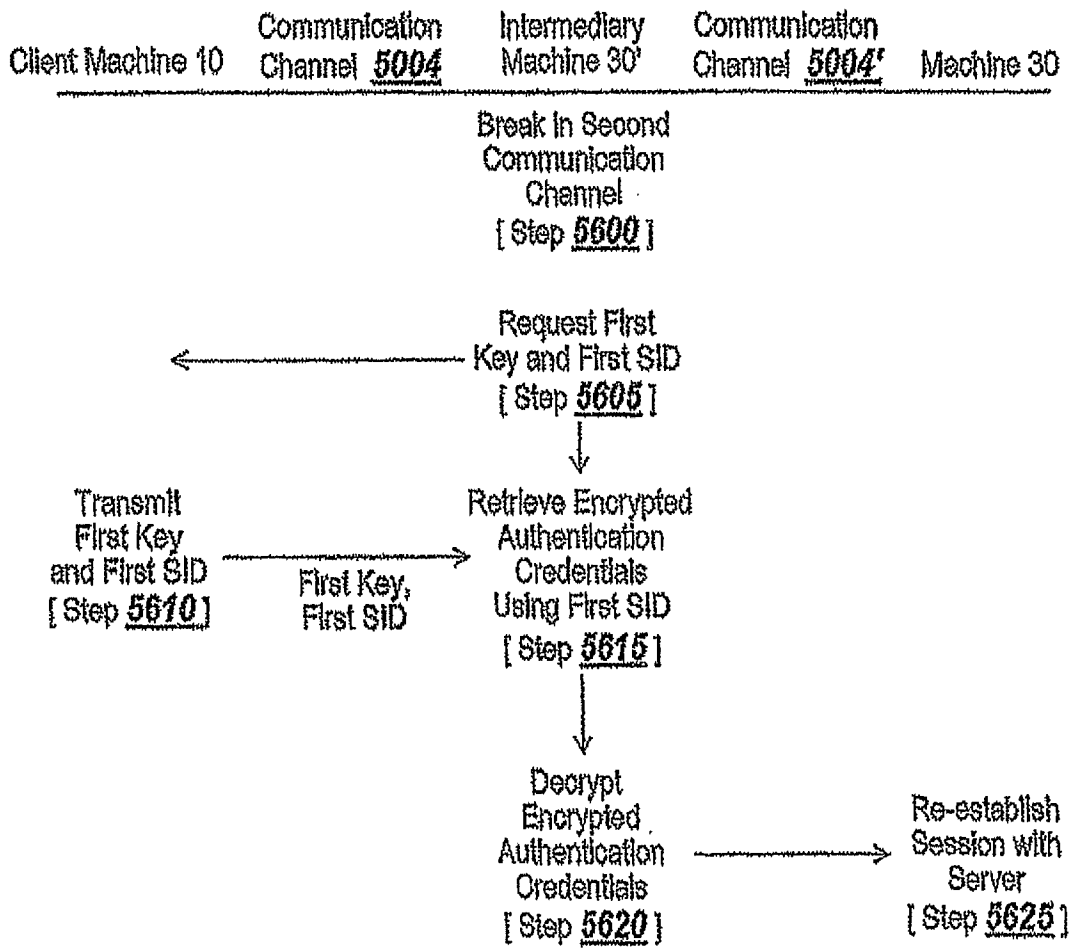 Client Machine 10
Communication
Channel 5004
Intermediary
Machine 30'
Communication
Channel 5004'
Machine 30
Break in Second
Communication
Channel
[ Step 5600 ]
Request First
Key and First SID
[ Step 5605 ]
Transmit
First Key
and First SID
[ Step 5610 ]
First Key,
First SID
Retrieve Encrypted
Authentication
Credentials
Using First SID
[ Step 5615 ]
Decrypt
Encrypted
Authentication
Credentials
[ Step 5620 ]
Re-establish
Session with
Server
[ Step 5625 ]